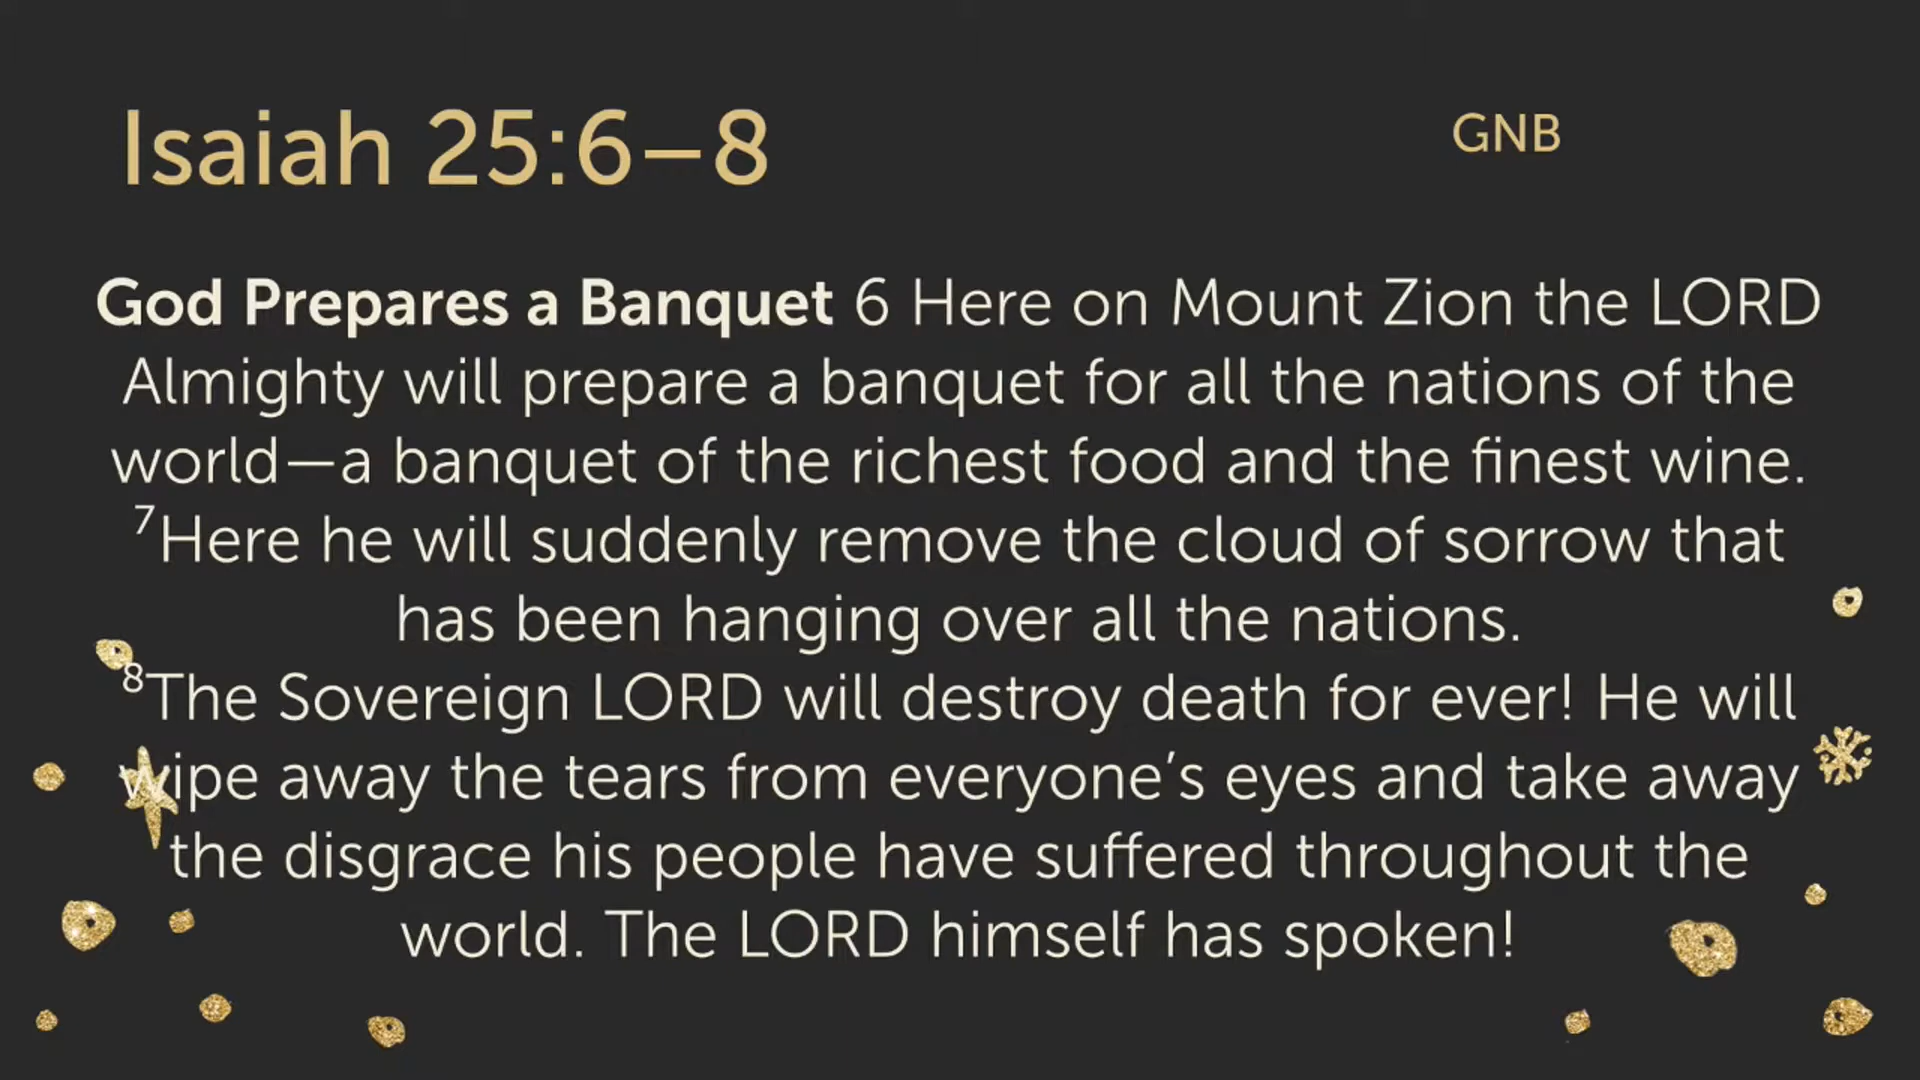 Isaiah 25:6–8
GNB
God Prepares a Banquet 6 Here on Mount Zion the LORD
Almighty will prepare a banquet for all the nations of the
world—a banquet of the richest food and the finest wine.
⁷Here he will suddenly remove the cloud of sorrow that
has been hanging over all the nations.
⁸The Sovereign LORD will destroy death for ever! He will
wipe away the tears from everyone’s eyes and take away
the disgrace his people have suffered throughout the
world. The LORD himself has spoken!